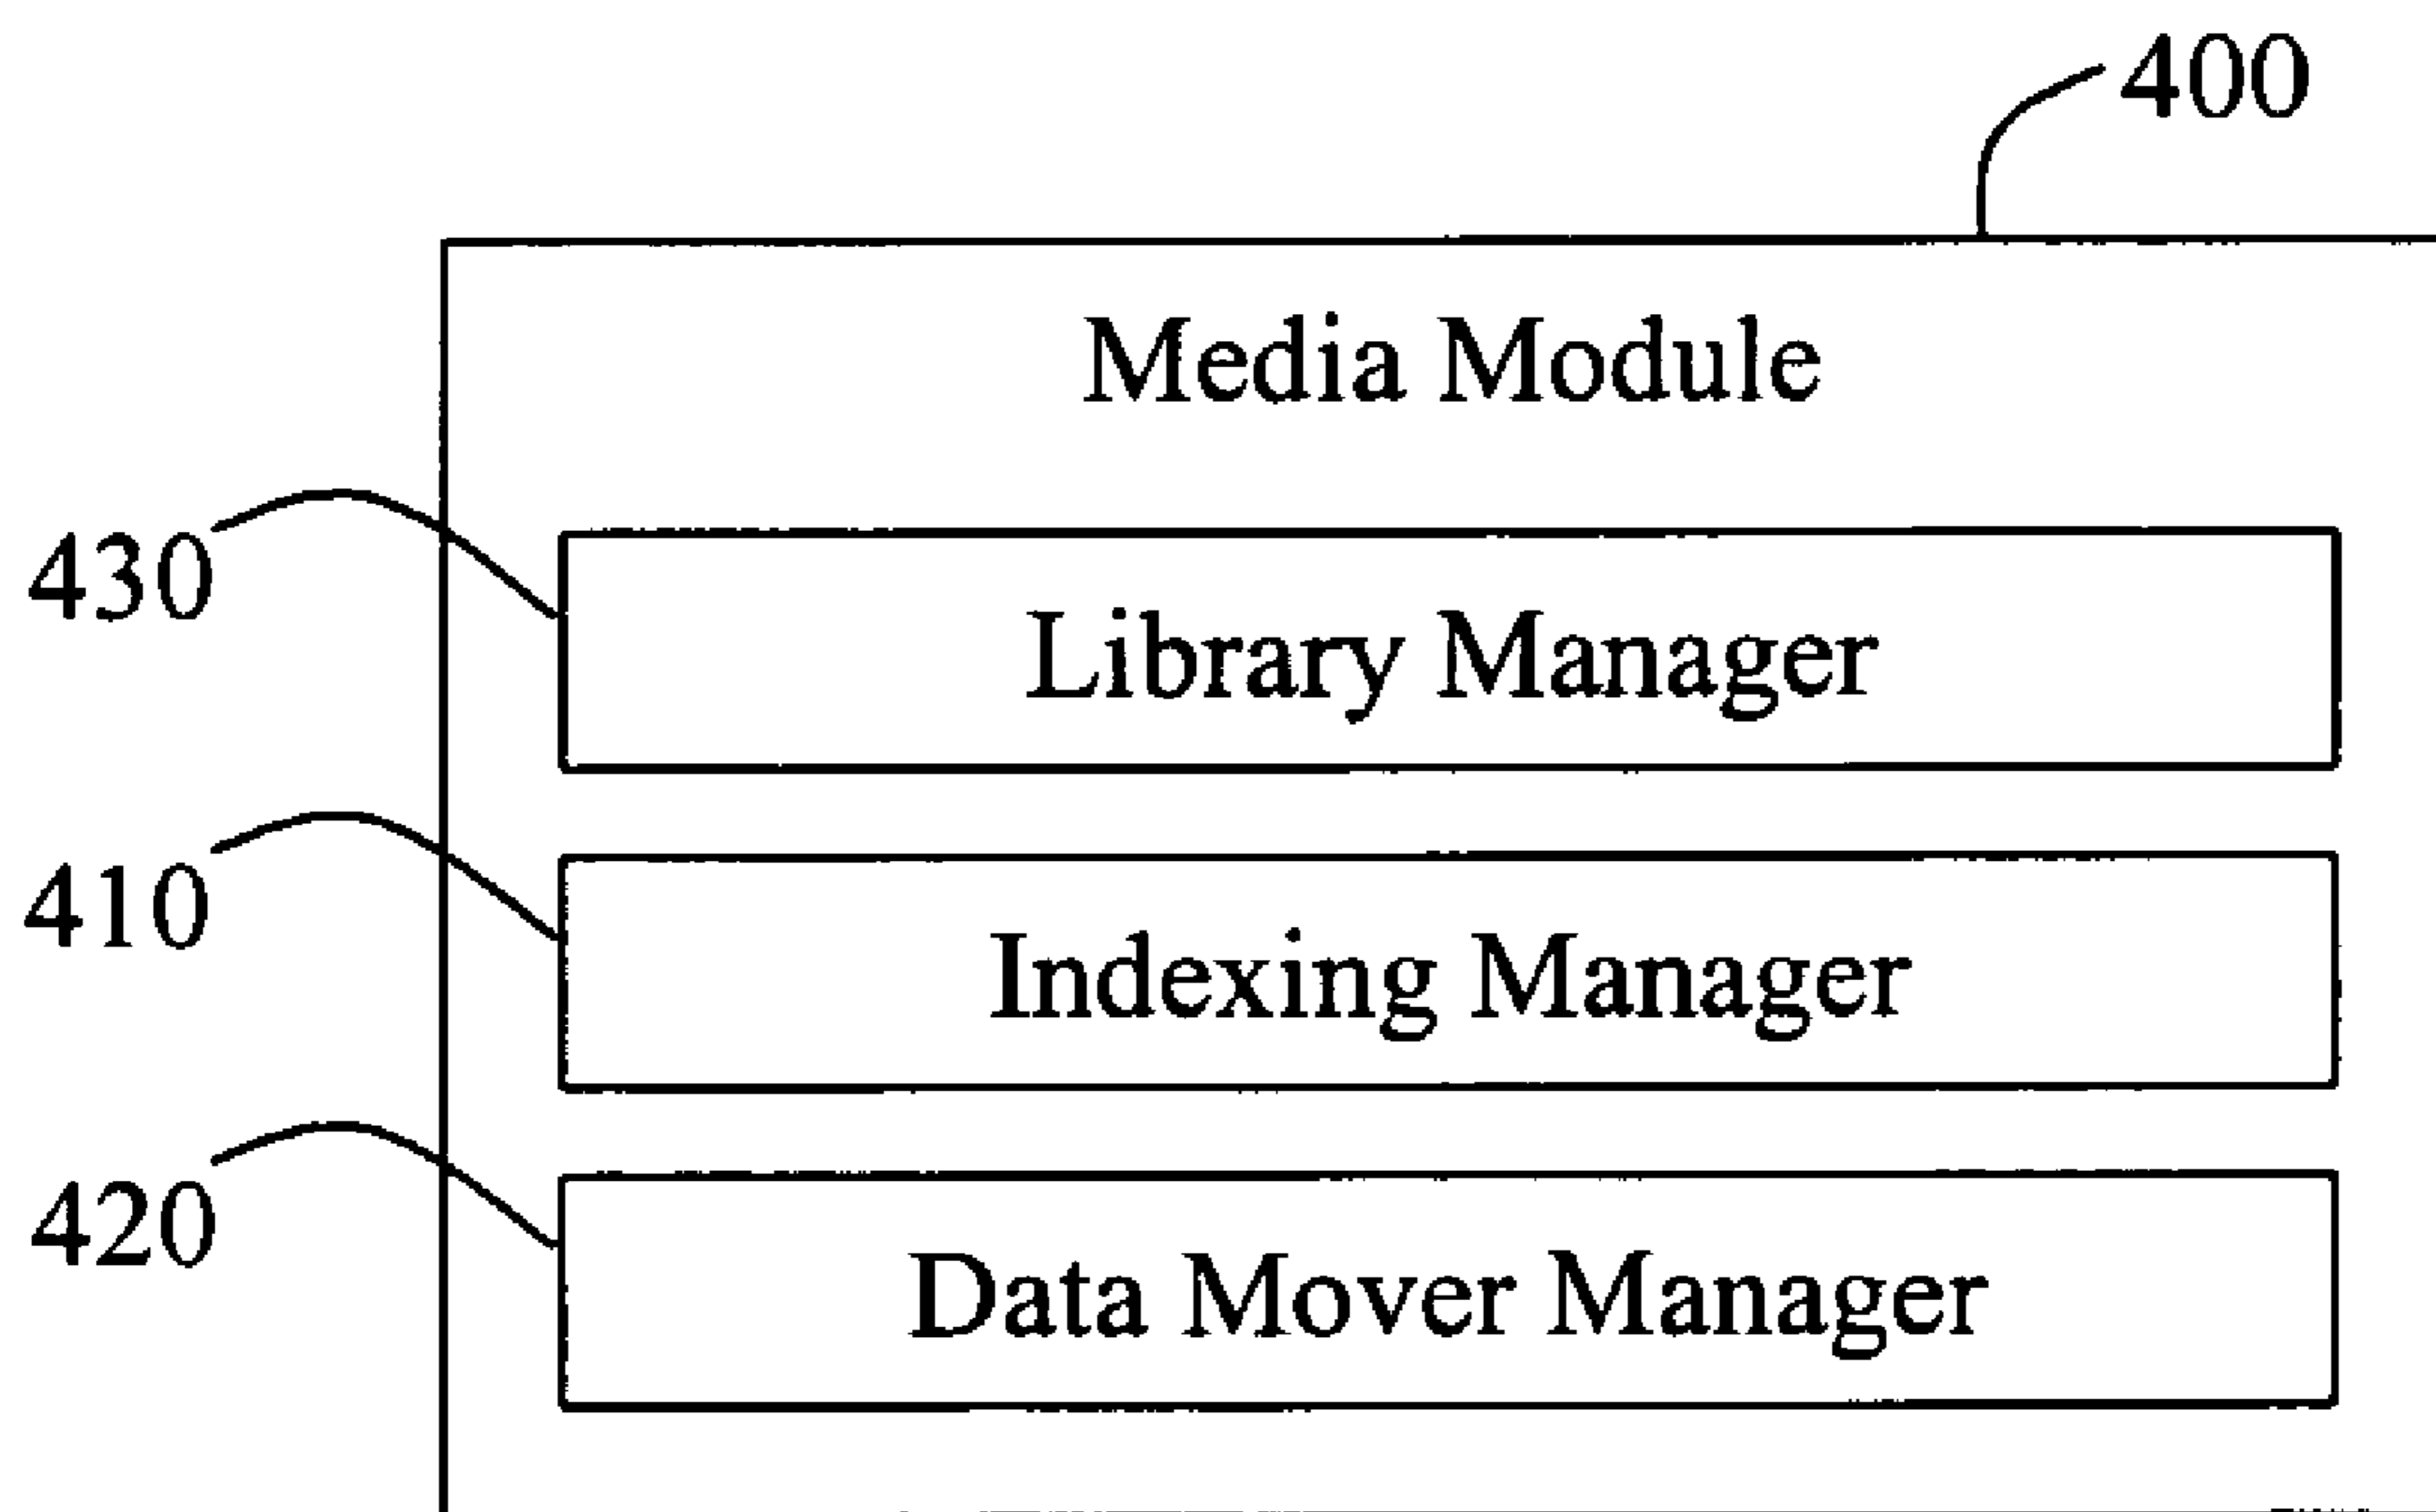 400
Media Module
430
Library Manager
410
Indexing Manager
420
Data Mover Manager